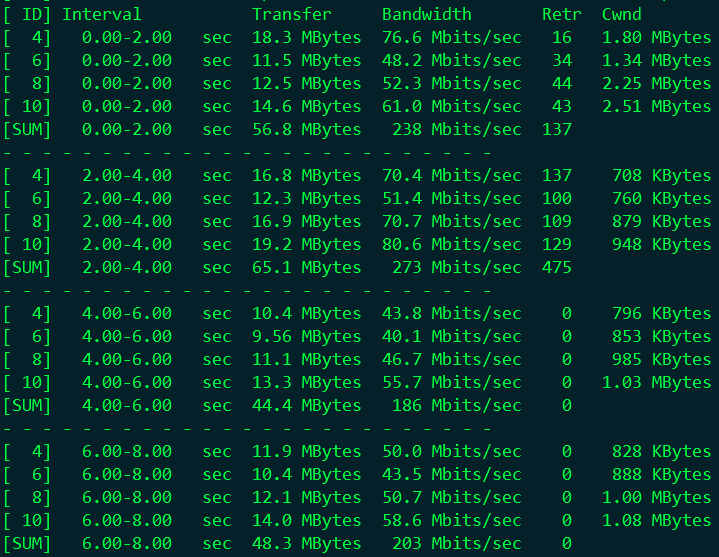 [ ID] Interval           Transfer     Bandwidth       Retr  Cwnd
[  4]   0.00-2.00   sec  18.3 MBytes  76.6 Mbits/sec   16   1.80 MBytes
[  6]   0.00-2.00   sec  11.5 MBytes  48.2 Mbits/sec   34   1.34 MBytes
[  8]   0.00-2.00   sec  12.5 MBytes  52.3 Mbits/sec   44   2.25 MBytes
[ 10]   0.00-2.00   sec  14.6 MBytes  61.0 Mbits/sec   43   2.51 MBytes
[SUM]   0.00-2.00   sec  56.8 MBytes   238 Mbits/sec  137
- - - - - - - - - - - - - - - - - - - - - - - - -
[  4]   2.00-4.00   sec  16.8 MBytes  70.4 Mbits/sec  137    708 KBytes
[  6]   2.00-4.00   sec  12.3 MBytes  51.4 Mbits/sec  100    760 KBytes
[  8]   2.00-4.00   sec  16.9 MBytes  70.7 Mbits/sec  109    879 KBytes
[ 10]   2.00-4.00   sec  19.2 MBytes  80.6 Mbits/sec  129    948 KBytes
[SUM]   2.00-4.00   sec  65.1 MBytes   273 Mbits/sec  475
- - - - - - - - - - - - - - - - - - - - - - - - -
[  4]   4.00-6.00   sec  10.4 MBytes  43.8 Mbits/sec    0    796 KBytes
[  6]   4.00-6.00   sec  9.56 MBytes  40.1 Mbits/sec    0    853 KBytes
[  8]   4.00-6.00   sec  11.1 MBytes  46.7 Mbits/sec    0    985 KBytes
[ 10]   4.00-6.00   sec  13.3 MBytes  55.7 Mbits/sec    0   1.03 MBytes
[SUM]   4.00-6.00   sec  44.4 MBytes   186 Mbits/sec    0
- - - - - - - - - - - - - - - - - - - - - - - - -
[  4]   6.00-8.00   sec  11.9 MBytes  50.0 Mbits/sec    0    828 KBytes
[  6]   6.00-8.00   sec  10.4 MBytes  43.5 Mbits/sec    0    888 KBytes
[  8]   6.00-8.00   sec  12.1 MBytes  50.7 Mbits/sec    0   1.00 MBytes
[ 10]   6.00-8.00   sec  14.0 MBytes  58.6 Mbits/sec    0   1.08 MBytes
[SUM]   6.00-8.00   sec  48.3 MBytes   203 Mbits/sec    0